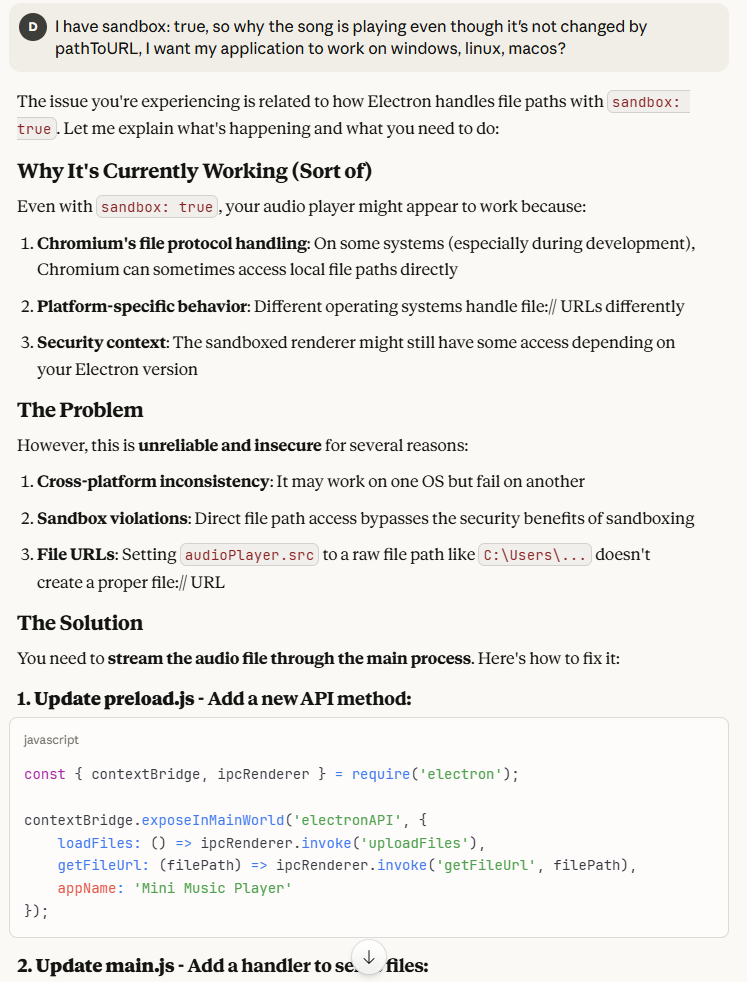 D
I have sandbox: true, so why the song is playing even though it's not changed by
pathToURL, I want my application to work on windows, linux, macos?
The issue you're experiencing is related to how Electron handles file paths with sandbox:
true. Let me explain what's happening and what you need to do:
Why It's Currently Working (Sort of)
Even with sandbox: true, your audio player might appear to work because:
1. Chromium's file protocol handling: On some systems (especially during development),
Chromium can sometimes access local file paths directly
2. Platform-specific behavior: Different operating systems handle file:// URLs differently
3. Security context: The sandboxed renderer might still have some access depending on
your Electron version
The Problem
However, this is unreliable and insecure for several reasons:
1. Cross-platform inconsistency: It may work on one OS but fail on another
2. Sandbox violations: Direct file path access bypasses the security benefits of sandboxing
3. File URLs: Setting audioPlayer.src to a raw file path like C:\Users\... doesn't
create a proper file:// URL
The Solution
You need to stream the audio file through the main process. Here's how to fix it:
1. Update preload.js - Add a new API method:
javascript
const { contextBridge, ipcRenderer } = require('electron');
contextBridge.exposeInMainWorld('electronAPI', {
loadFiles: () => ipcRenderer.invoke('uploadFiles'),
getFileUrl: (filePath) => ipcRenderer.invoke('getFileUrl', filePath),
appName: 'Mini Music Player'
});
2. Update main.js - Add a handler to files: